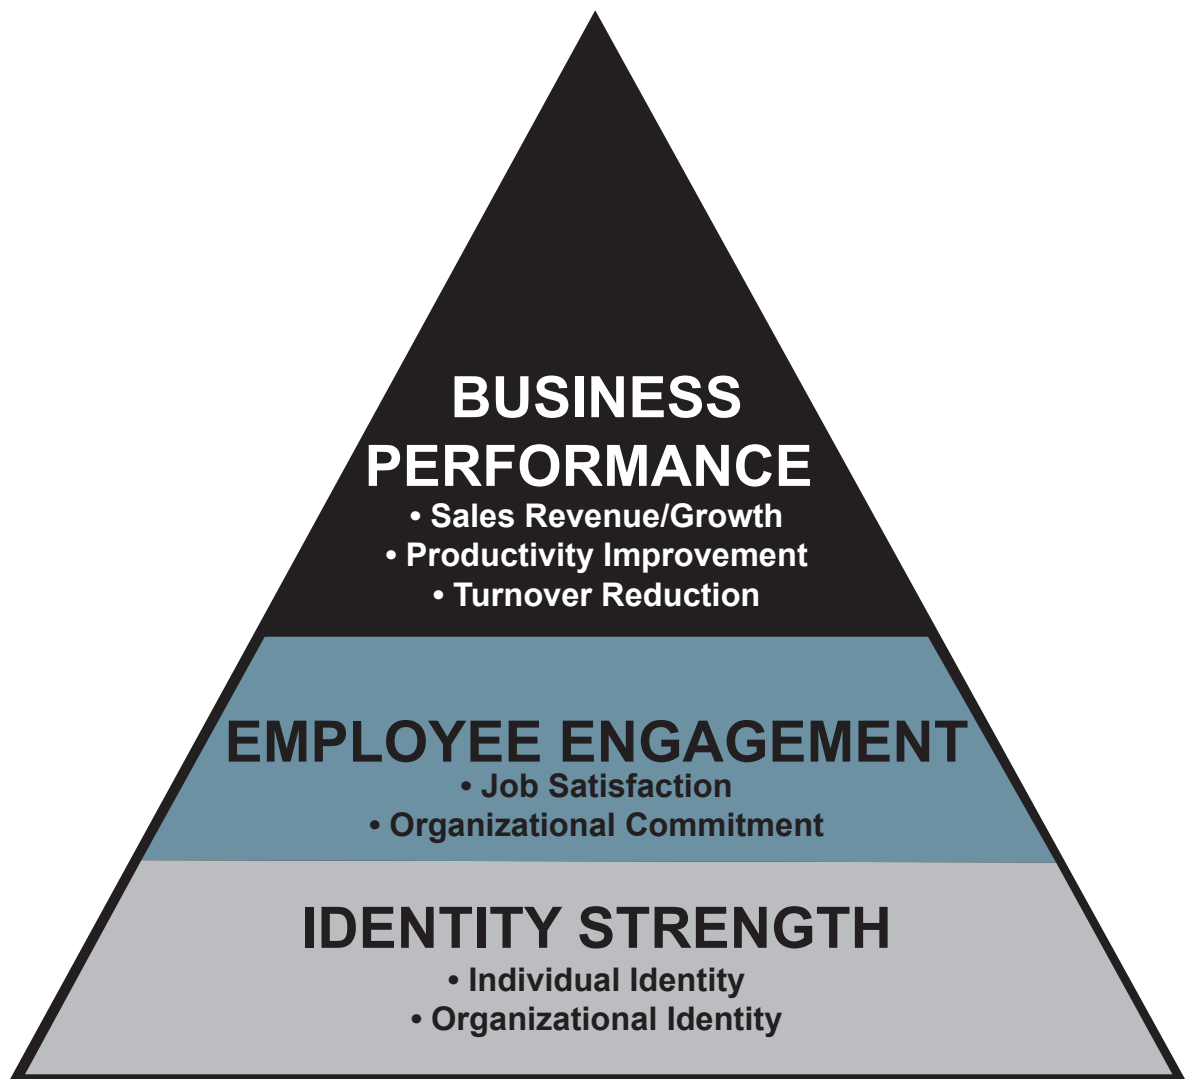 BUSINESS
PERFORMANCE
• Sales Revenue/Growth
• Productivity Improvement
• Turnover Reduction
EMPLOYEE ENGAGEMENT
• Job Satisfaction
• Organizational Commitment
IDENTITY STRENGTH
• Individual Identity
• Organizational Identity